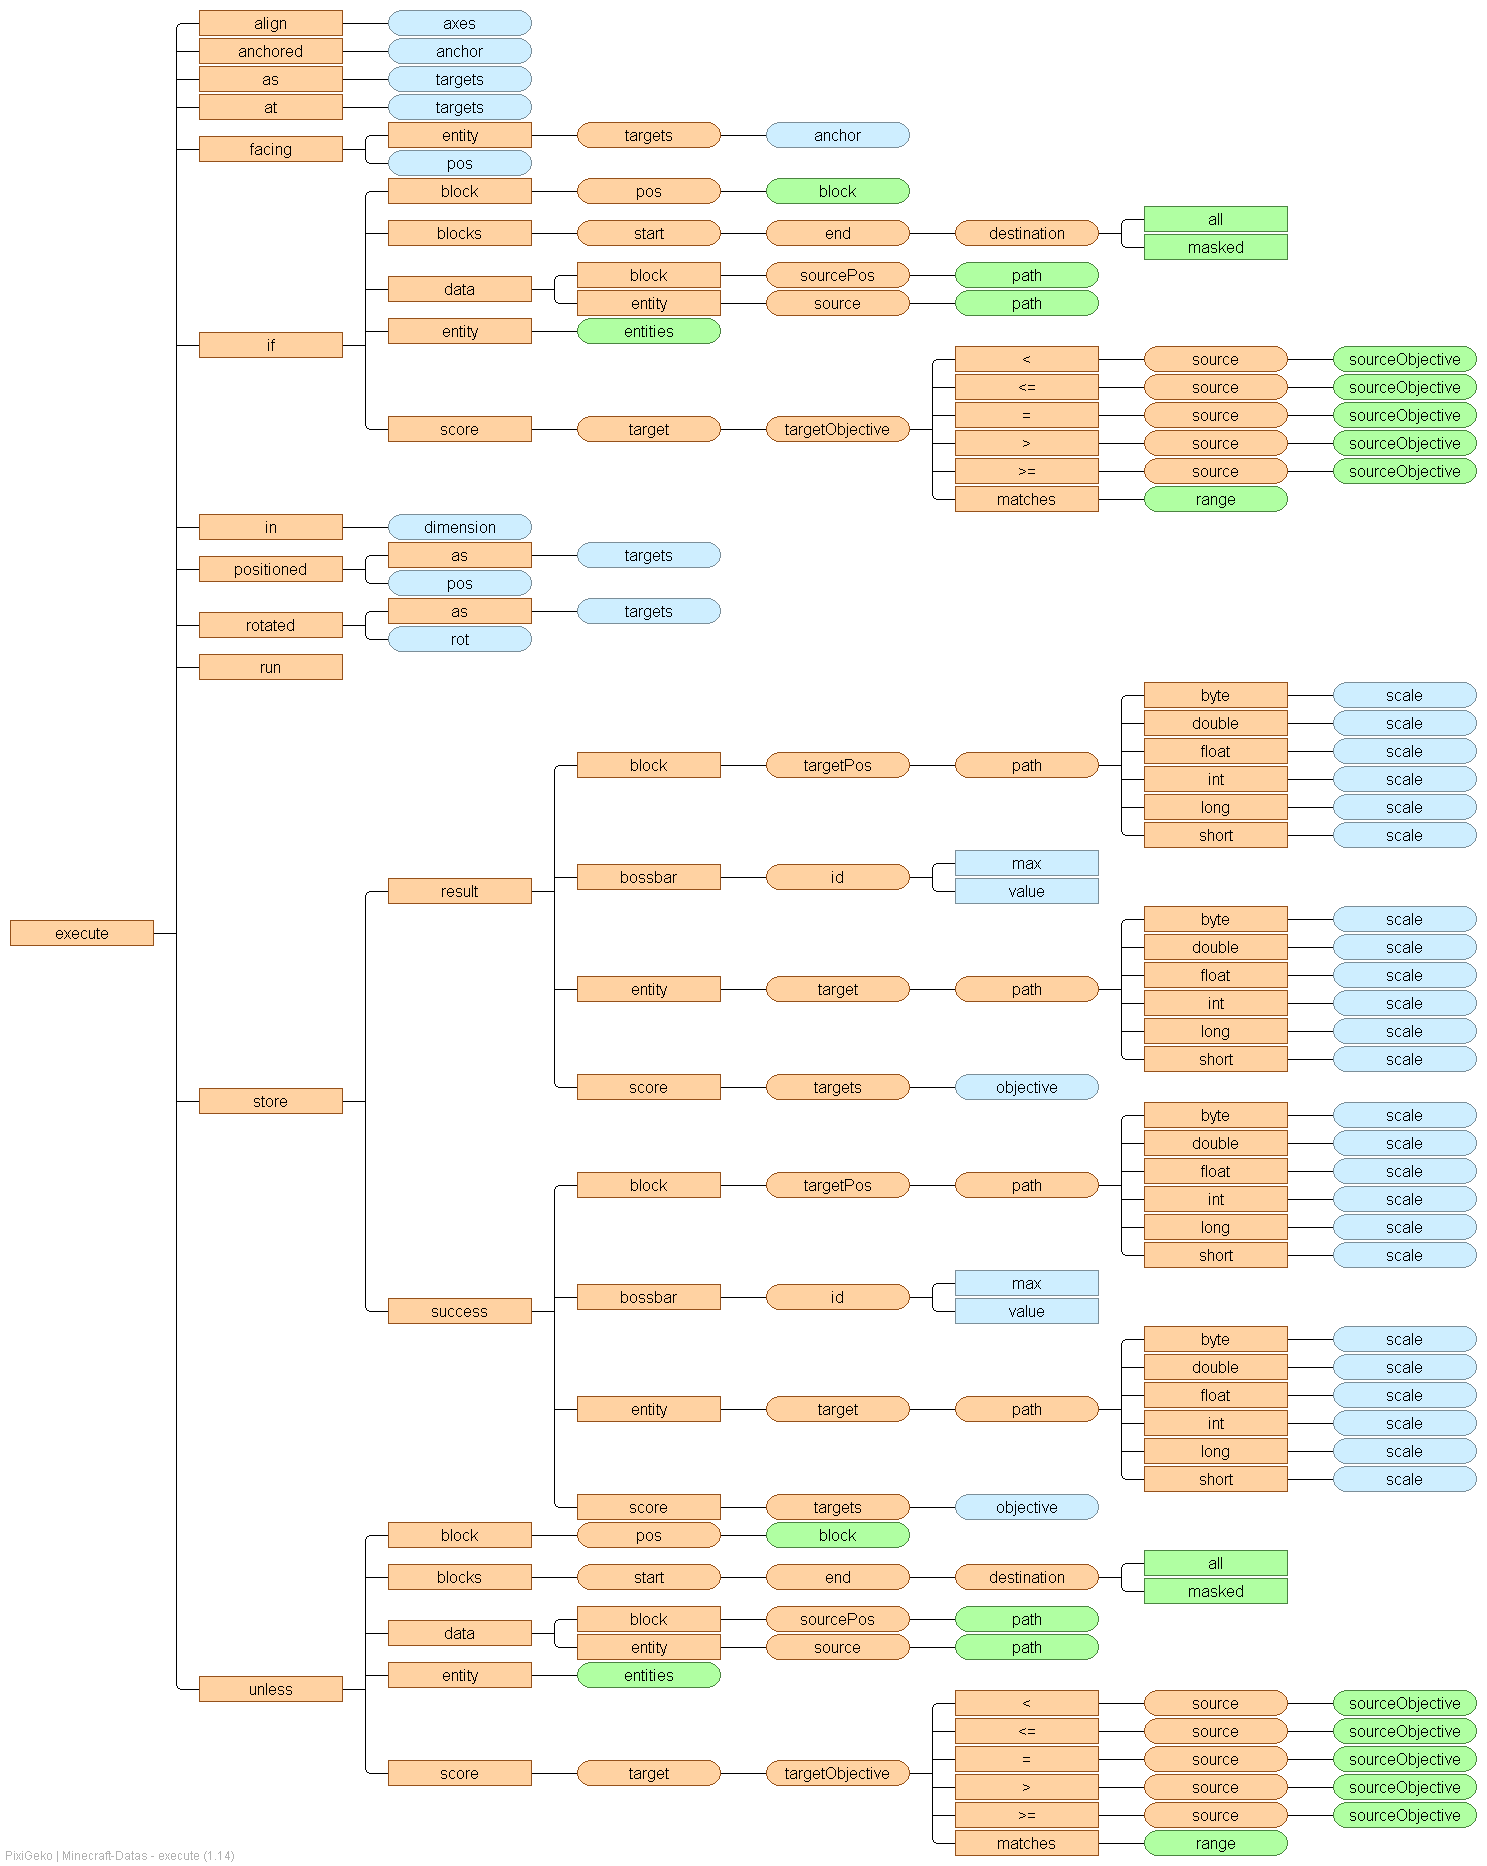 align axes
anchored anchor
as targets
at targets
entity targets anchor
facing
pos
block pos block
all
blocks start end destination
masked
block sourcePos path
data
entity source path
entity entities
if
< source sourceObjective
<= source sourceObjective
= source sourceObjective
score target targetObjective
> source sourceObjective
>= source sourceObjective
matches range
in dimension
as targets
positioned
pos
as targets
rotated
rot
run
byte scale
double scale
float scale
block targetPos path
int scale
long scale
short scale
max
bossbar id
result value
byte scale
execute
double scale
float scale
entity target path
int scale
long scale
short scale
score targets objective
store
byte scale
double scale
float scale
block targetPos path
int scale
long scale
short scale
max
bossbar id
success value
byte scale
double scale
float scale
entity target path
int scale
long scale
short scale
score targets objective
block pos block
all
blocks start end destination
masked
block sourcePos path
data
entity source path
entity entities
unless
< source sourceObjective
<= source sourceObjective
= source sourceObjective
score target targetObjective
> source sourceObjective
>= source sourceObjective
matches range
PixiGeko | Minecraft-Datas - execute (1.14)